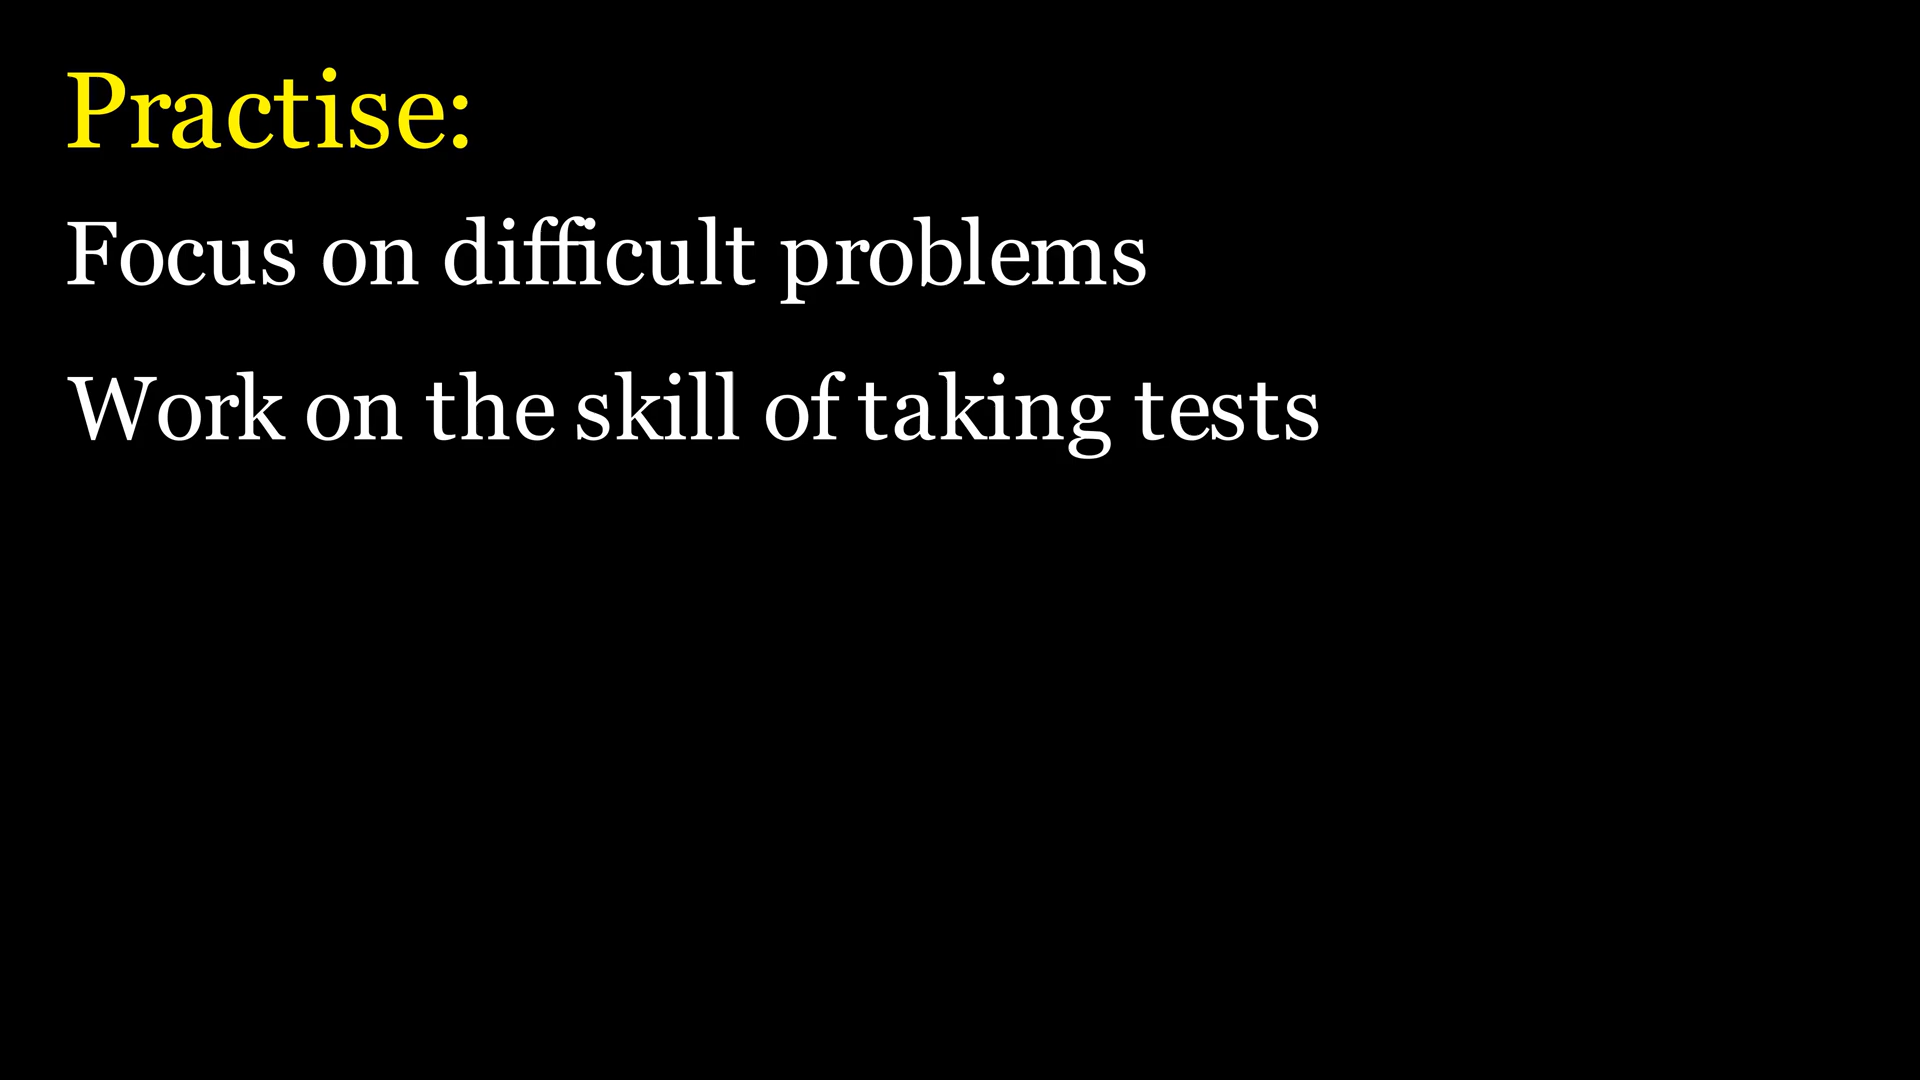 Practise:
Focus on difficult problems
Work on the skill of taking tests